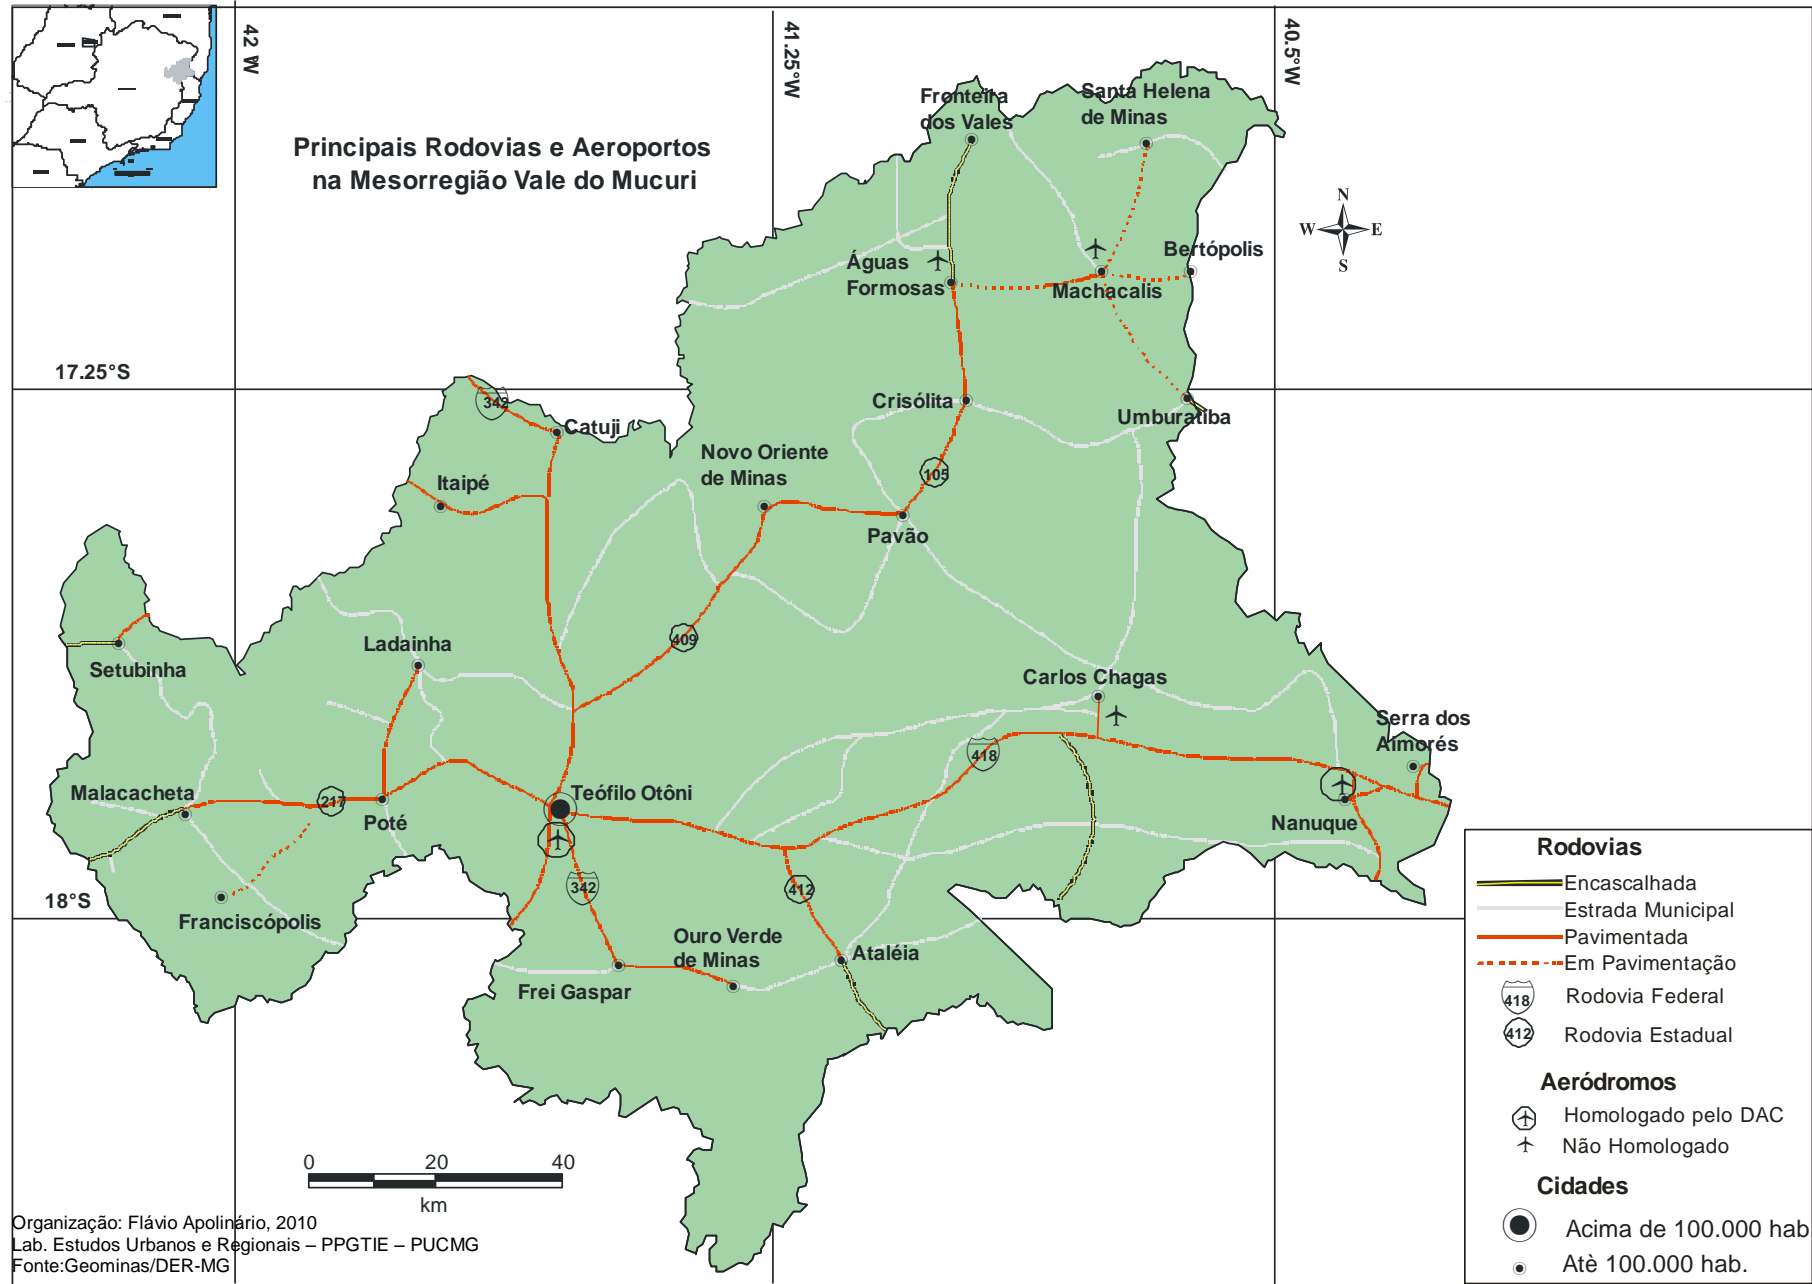 42 W
41.25°W
40.5°W
Principais Rodovias e Aeroportos
na Mesorregião Vale do Mucuri
Fronteira
dos Vales
Santa Helena
de Minas
N
W
E
S
Águas
Formosas
Machacalis
Bertópolis
17.25°S
342
Catuji
Crisólita
Umburatiba
Novo Oriente
de Minas
105
Itaipé
Pavão
409
Ladainha
Setubinha
Carlos Chagas
Serra dos
Aimorés
418
Malacacheta
217
Poté
Teófilo Otôni
Nanuque
342
412
18°S
Franciscópolis
Ouro Verde
de Minas
Ataléia
Frei Gaspar
Rodovias
Encascalhada
Estrada Municipal
Pavimentada
Em Pavimentação
418
Rodovia Federal
412
Rodovia Estadual
Aeródromos
Homologado pelo DAC
Não Homologado
Cidades
Acima de 100.000 hab
Atè 100.000 hab.
0 20 40
km
Organização: Flávio Apolinário, 2010
Lab. Estudos Urbanos e Regionais – PPGTIE – PUCMG
Fonte:Geominas/DER-MG